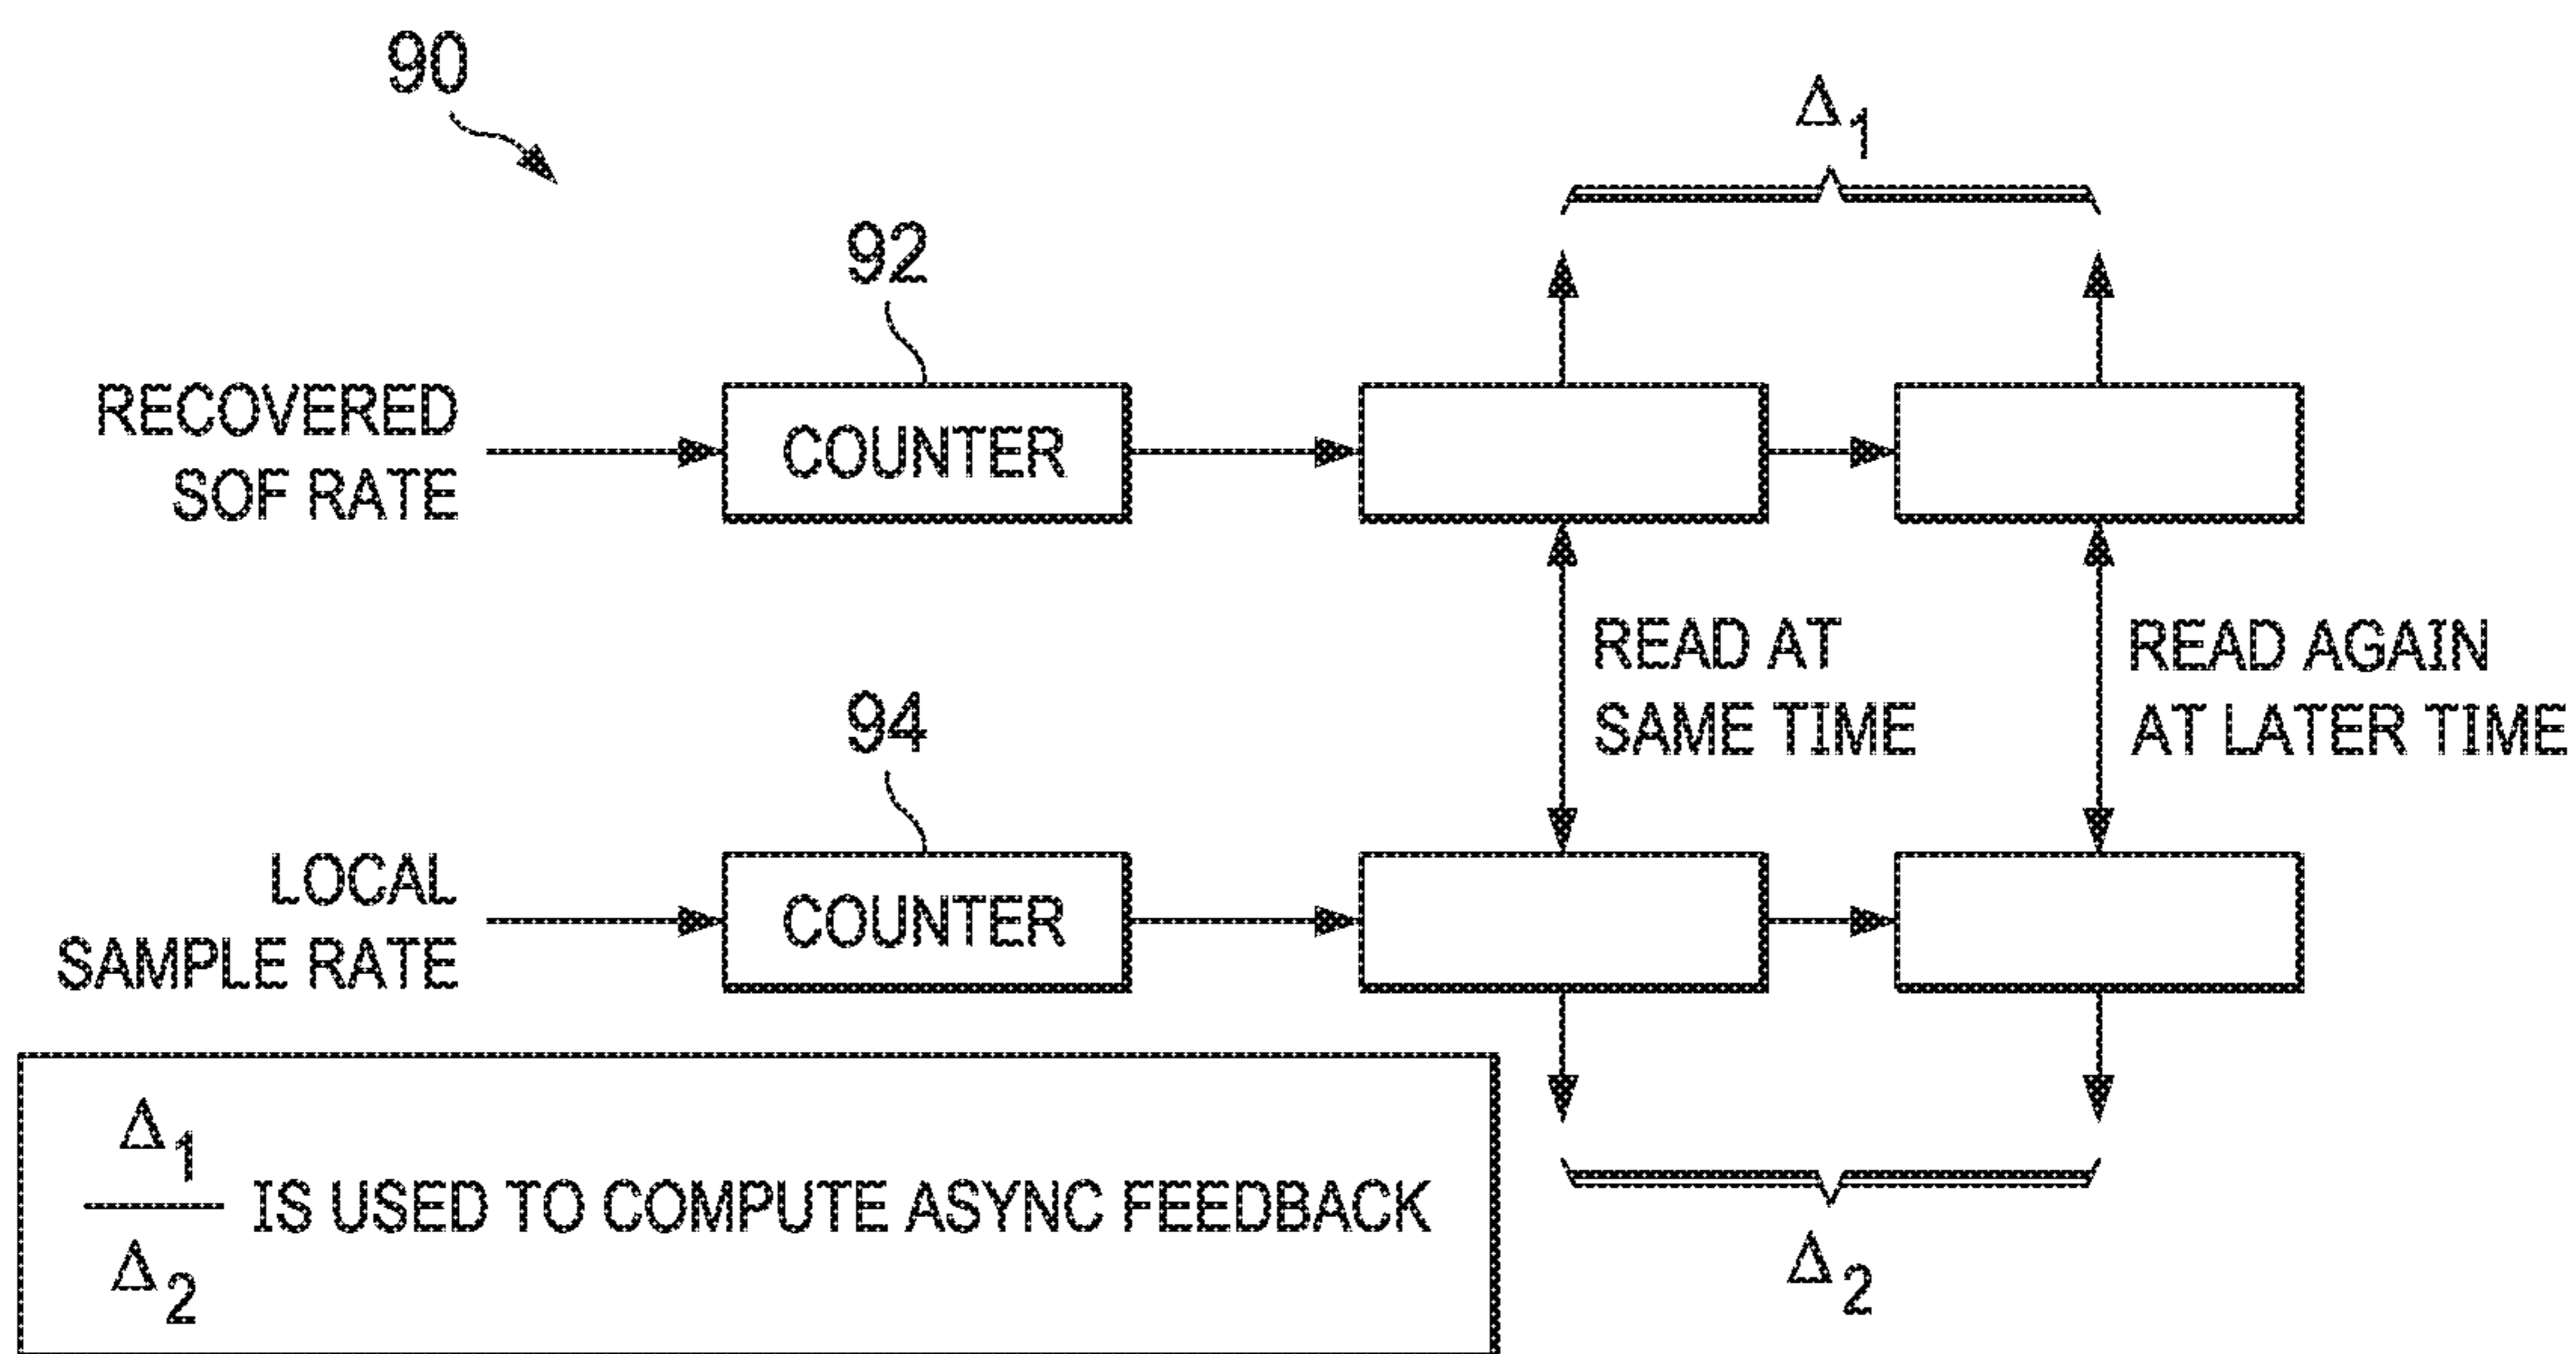 90
Δ1
92
RECOVERED
SOF RATE
COUNTER
READ AT
SAME TIME
READ AGAIN
AT LATER TIME
94
LOCAL
SAMPLE RATE
COUNTER
Δ1
Δ2
IS USED TO COMPUTE ASYNC FEEDBACK
Δ2